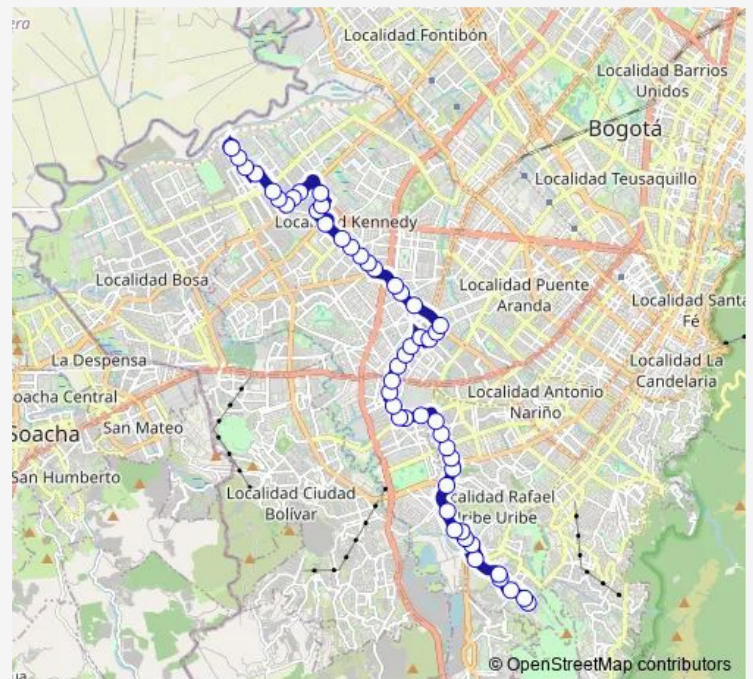 era
Localidad Fontibón
Localidad Barrios
Unidos
Bogotá
Localidad Teusaquillo
Kennedy
Localidad Bosa
Localidad Puente
Aranda
Localidad Santa
Fé
La Despensa
Localidad La
Candelaria
oacha Central
Localidad Antonio
Nariño
Soacha
San Mateo
San Humberto
Localidad Ciudad
Bolívar
calidad Rafael
Uribe Uribe
© OpenStreetMap contributors